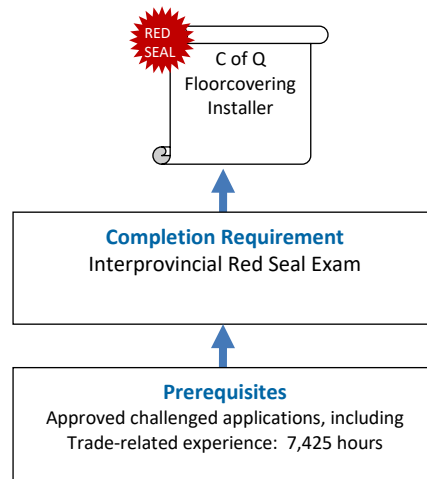 RED
SEAL
C of Q
Floorcovering
Installer
Completion Requirement
Interprovincial Red Seal Exam
Prerequisites
Approved challenged applications, including
Trade-related experience:  7,425 hours